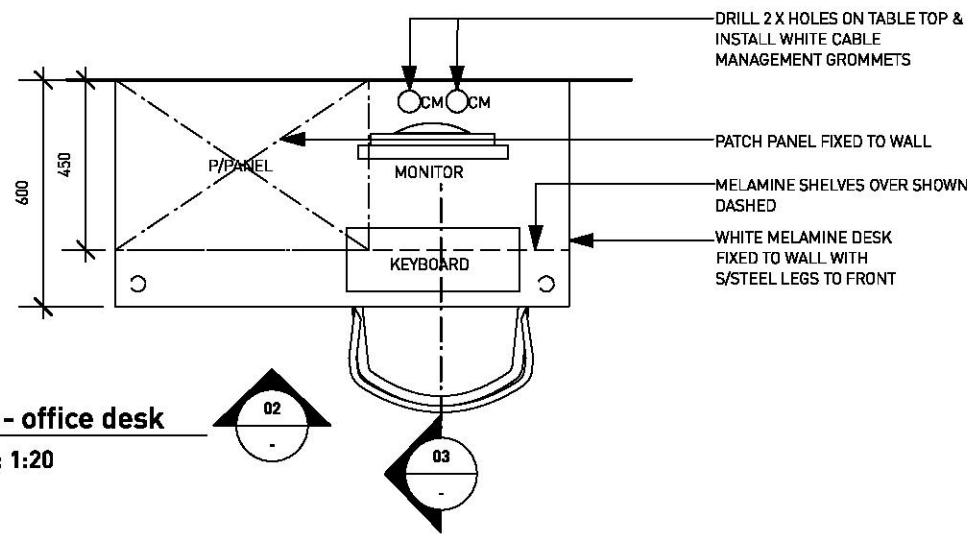 DRILL 2 X HOLES ON TABLE TOP &
INSTALL WHITE CABLE
MANAGEMENT GROMMETS
CM
CM
PATCH PANEL FIXED TO WALL
P/PANEL
MONITOR
450
600
MELAMINE SHELVES OVER SHOWN
DASHED
WHITE MELAMINE DESK
FIXED TO WALL WITH
S/STEEL LEGS TO FRONT
KEYBOARD
- office desk
: 1:20
02
-
03
-